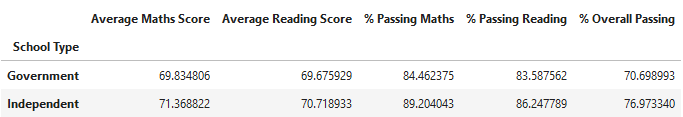 Average Maths Score Average Reading Score % Passing Maths % Passing Reading % Overall Passing
School Type
Government 69.834806 69.675929 84.462375 83.587562 70.698993
Independent 71.368822 70.718933 89.204043 86.247789 76.973340